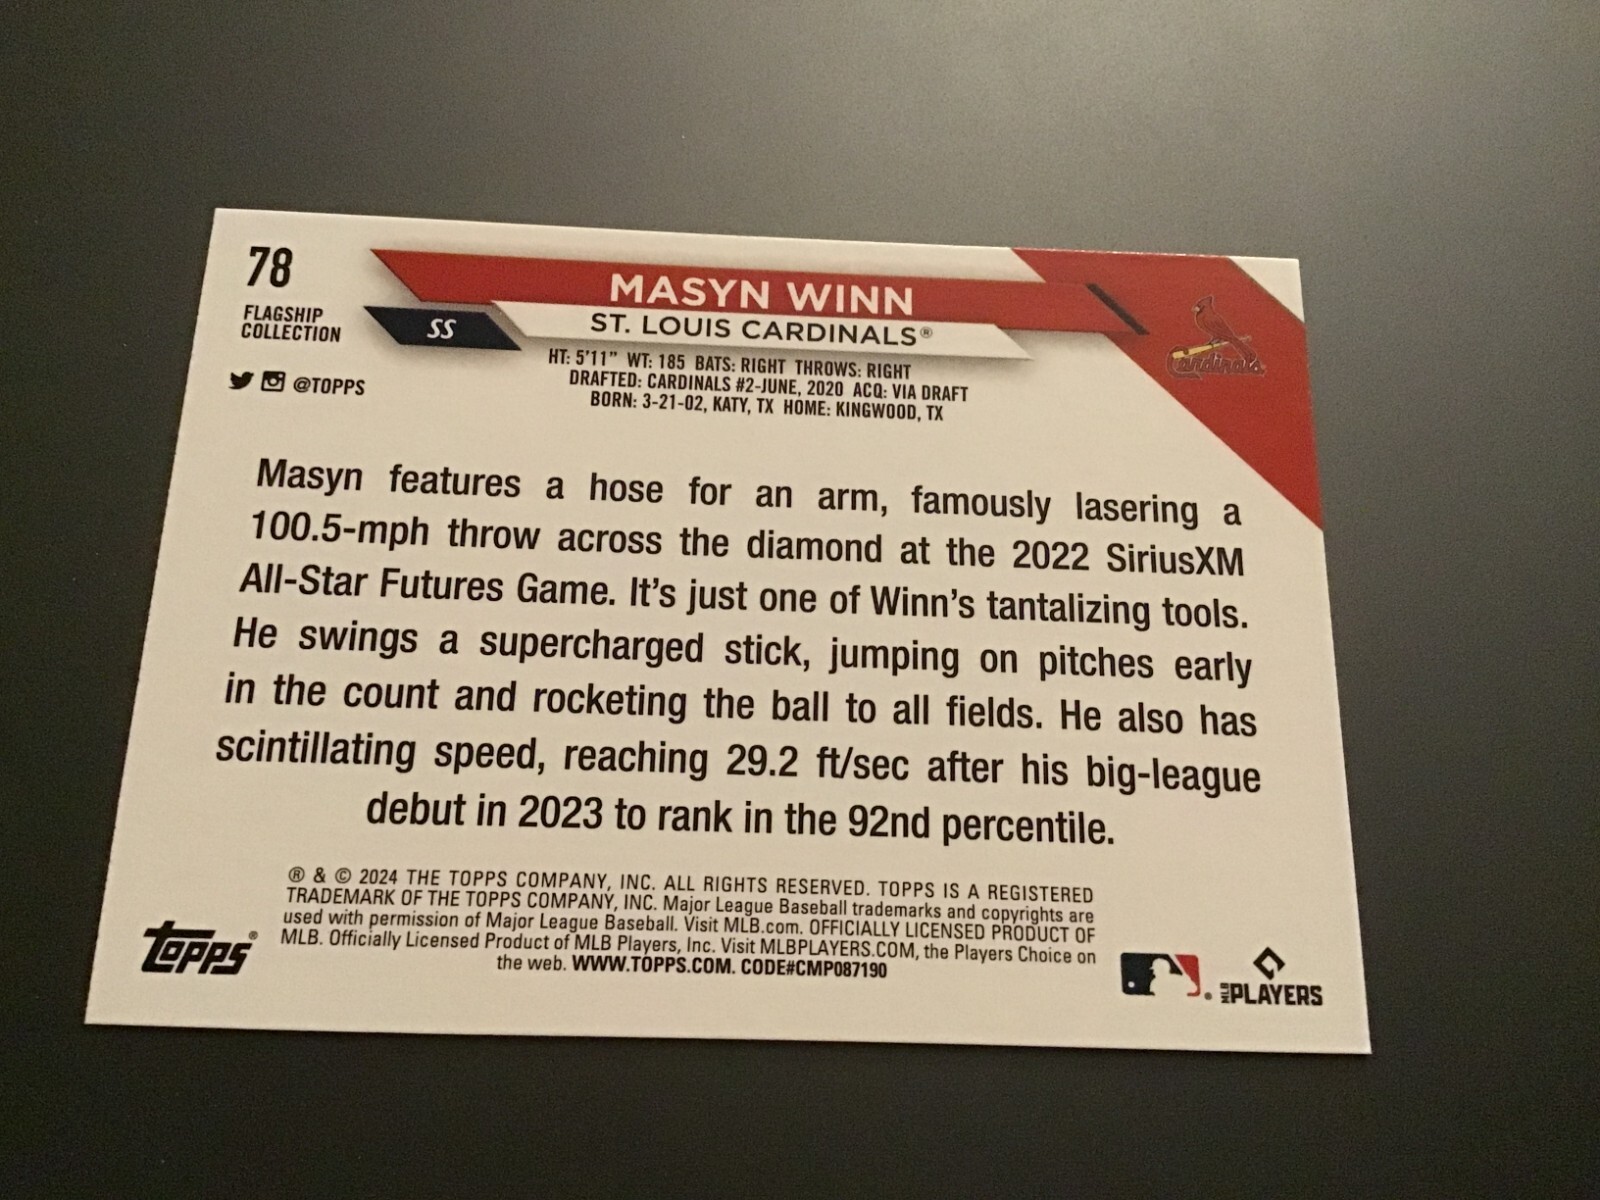 78
FLAGSHIP
COLLECTION
@TOPPS
MASYN WINN
SS
ST. LOUIS CARDINALS®
Cardinals
HT: 5'11" WT: 185 BATS: RIGHT THROWS: RIGHT
DRAFTED: CARDINALS #2-JUNE, 2020 ACQ: VIA DRAFT
BORN: 3-21-02, KATY, TX HOME: KINGWOOD, TX
Masyn features a hose for an arm, famously lasering a
100.5-mph throw across the diamond at the 2022 SiriusXM
All-Star Futures Game. It's just one of Winn's tantalizing tools.
He swings a supercharged stick, jumping on pitches early
in the count and rocketing the ball to all fields. He also has
scintillating speed, reaching 29.2 ft/sec after his big-league
debut in 2023 to rank in the 92nd percentile.
® & © 2024 THE TOPPS COMPANY, INC. ALL RIGHTS RESERVED. TOPPS IS A REGISTERED
TRADEMARK OF THE TOPPS COMPANY, INC. Major League Baseball trademarks and copyrights are
used with permission of Major League Baseball. Visit MLB.com. OFFICIALLY LICENSED PRODUCT OF
MLB. Officially Licensed Product of MLB Players, Inc. Visit MLBPLAYERS.COM, the Players Choice on
the web. WWW.TOPPS.COM. CODE#CMP087190
topps®
MLB PLAYERS